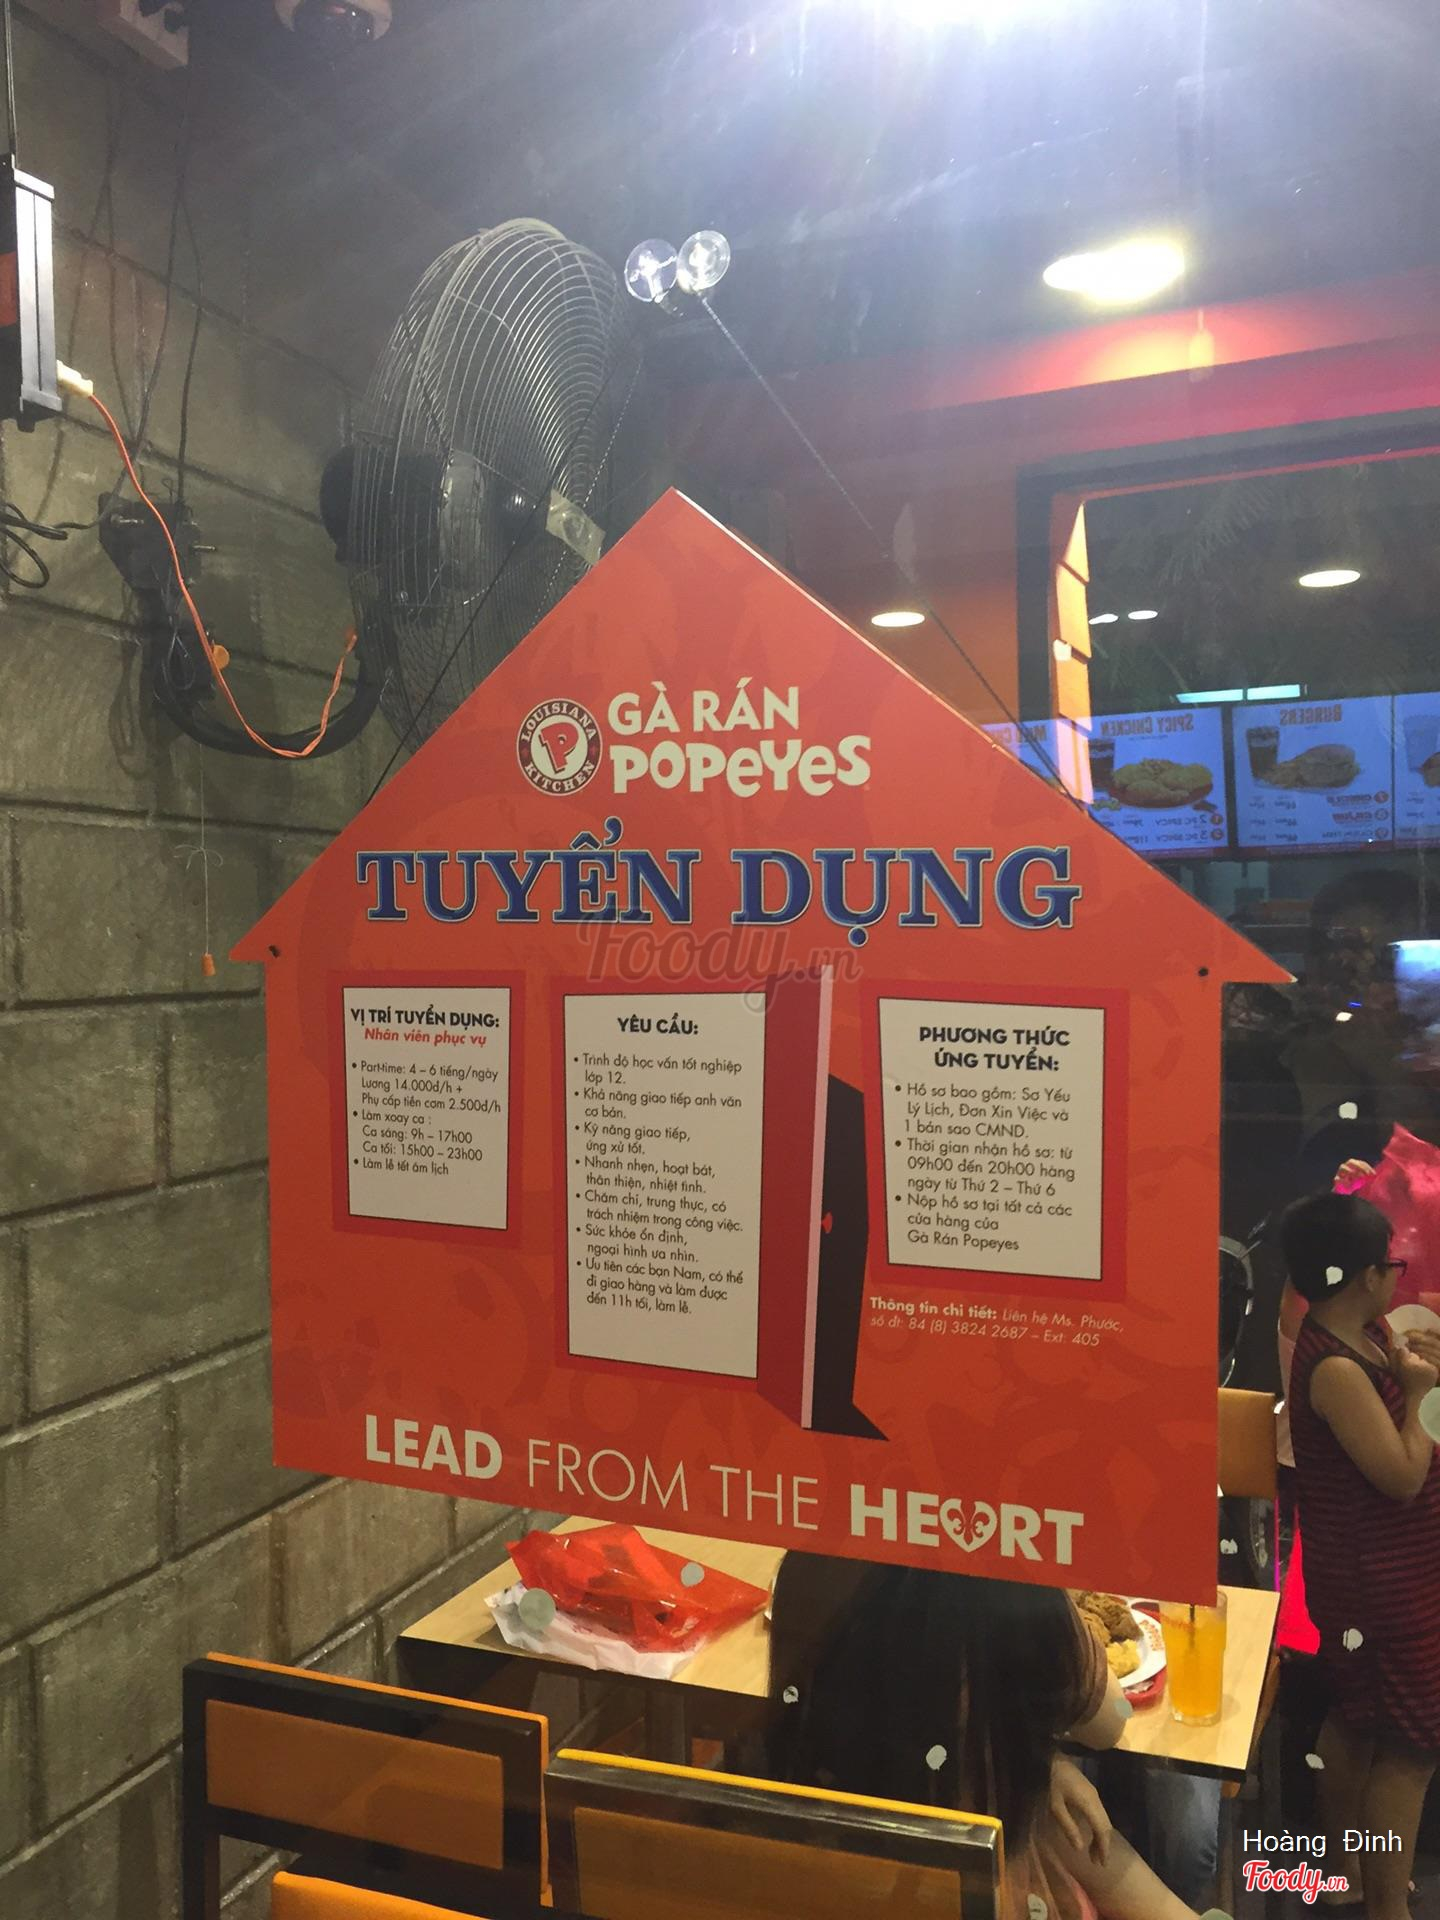 LOUISIANA
KITCHEN
GÀ RÁN
POPEYES
TUYỂN DỤNG
Foody.vn
VỊ TRÍ TUYỂN DỤNG:
Nhân viên phục vụ
• Part-time: 4 – 6 tiếng/ngày
Lương 14.000đ/h +
Phụ cấp tiền cơm 2.500đ/h
• Làm xoay ca :
Ca sáng: 9h – 17h00
Ca tối: 15h00 – 23h00
• Làm lễ tết âm lịch
YÊU CẦU:
• Trình độ học vấn tốt nghiệp
lớp 12.
• Khả năng giao tiếp anh văn
cơ bản.
• Kỹ năng giao tiếp,
ứng xử tốt.
• Nhanh nhẹn, hoạt bát,
thân thiện, nhiệt tình.
• Chăm chỉ, trung thực, có
trách nhiệm trong công việc.
• Sức khỏe ổn định,
ngoại hình ưa nhìn.
• Ưu tiên các bạn Nam, có thể
đi giao hàng và làm được
đến 11h tối, làm lễ.
PHƯƠNG THỨC
ỨNG TUYỂN:
• Hồ sơ bao gồm: Sơ Yếu
Lý Lịch, Đơn Xin Việc và
1 bản sao CMND.
• Thời gian nhận hồ sơ: từ
09h00 đến 20h00 hàng
ngày từ Thứ 2 – Thứ 6
• Nộp hồ sơ tại tất cả các
cửa hàng của
Gà Rán Popeyes
Thông tin chi tiết: Liên hệ Ms. Phước,
số đt: 84 (8) 3824 2687 – Ext: 405
LEAD FROM THE HEART
SPICY CHICKEN
BURGERS
2 PC SPICY
3 PC SPICY
Hoàng Đinh
Foody.vn